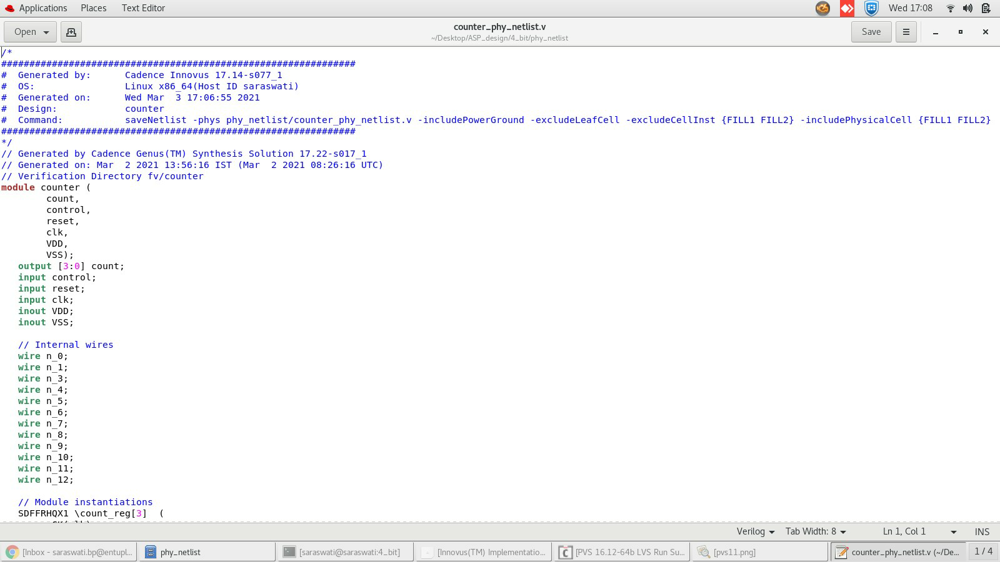 Applications Places Text Editor Wed 17:08
Open counter_phy_netlist.v Save
~/Desktop/ASP_design/4_bit/phy_netlist
/*
###############################################################
#  Generated by:      Cadence Innovus 17.14-s077_1
#  OS:                Linux x86_64(Host ID saraswati)
#  Generated on:      Wed Mar  3 17:06:55 2021
#  Design:            counter
#  Command:           saveNetlist -phys phy_netlist/counter_phy_netlist.v -includePowerGround -excludeLeafCell -excludeCellInst {FILL1 FILL2} -includePhysicalCell {FILL1 FILL2}
###############################################################
*/
// Generated by Cadence Genus(TM) Synthesis Solution 17.22-s017_1
// Generated on: Mar  2 2021 13:56:16 IST (Mar  2 2021 08:26:16 UTC)
// Verification Directory fv/counter
module counter (
        count,
        control,
        reset,
        clk,
        VDD,
        VSS);
   output [3:0] count;
   input control;
   input reset;
   input clk;
   inout VDD;
   inout VSS;

   // Internal wires
   wire n_0;
   wire n_1;
   wire n_3;
   wire n_4;
   wire n_5;
   wire n_6;
   wire n_7;
   wire n_8;
   wire n_9;
   wire n_10;
   wire n_11;
   wire n_12;

   // Module instantiations
   SDFFRHQX1 \count_reg[3]  (
Verilog Tab Width: 8 Ln 1, Col 1 INS
[Inbox - saraswati.bp@entupl... phy_netlist [saraswati@saraswati:4_bit] [Innovus(TM) Implementatio... [PVS 16.12-64b LVS Run Su... [pvs11.png] counter_phy_netlist.v (~/De... 1 / 4